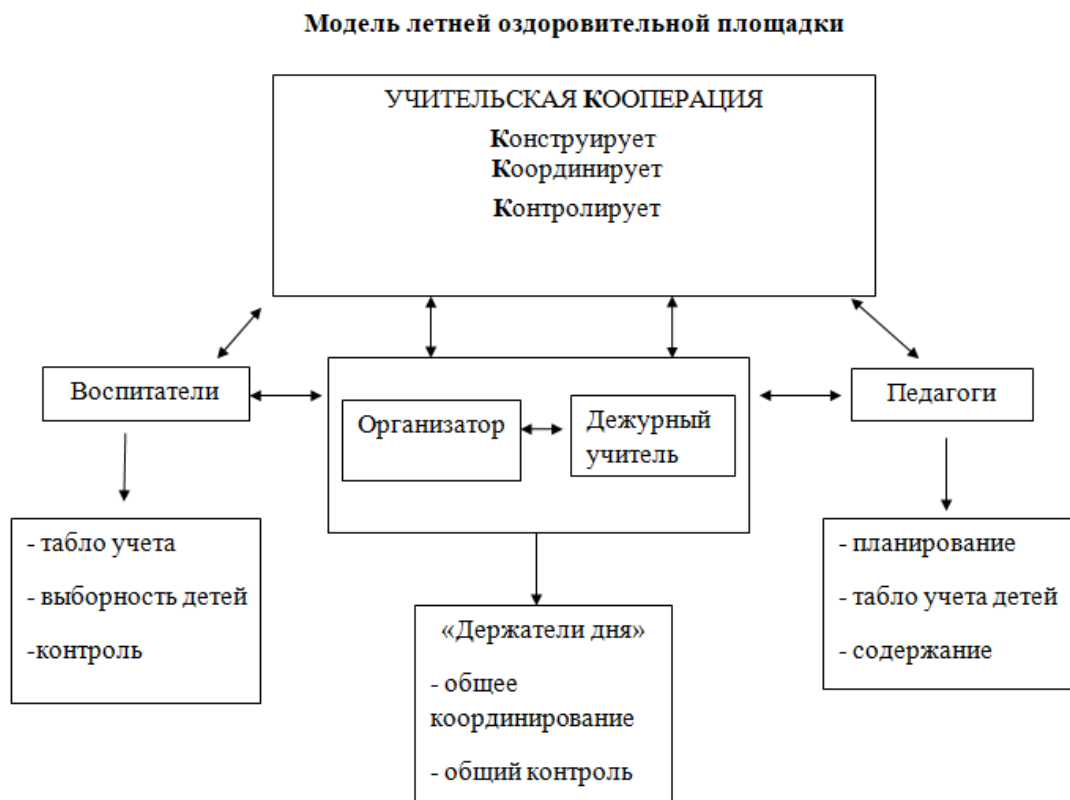 Модель летней оздоровительной площадки
УЧИТЕЛЬСКАЯ КООПЕРАЦИЯ
Конструирует
Координирует
Контролирует
Воспитатели
Организатор
Дежурный
учитель
Педагоги
- табло учета
- выборность детей
-контроль
«Держатели дня»
- общее
координирование
- общий контроль
- планирование
- табло учета детей
- содержание